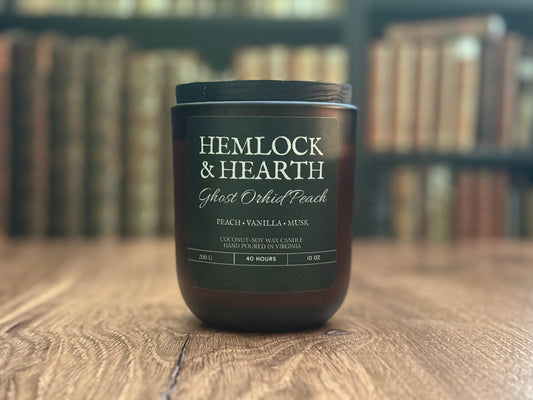 HEMLOCK
& HEARTH
Ghost Orhid Peach
PEACH • VANILLA • MUSK
COCONUT-SOY WAX CANDLE
HAND POURED IN VIRGINIA
200 G 40 HOURS 10 OZ